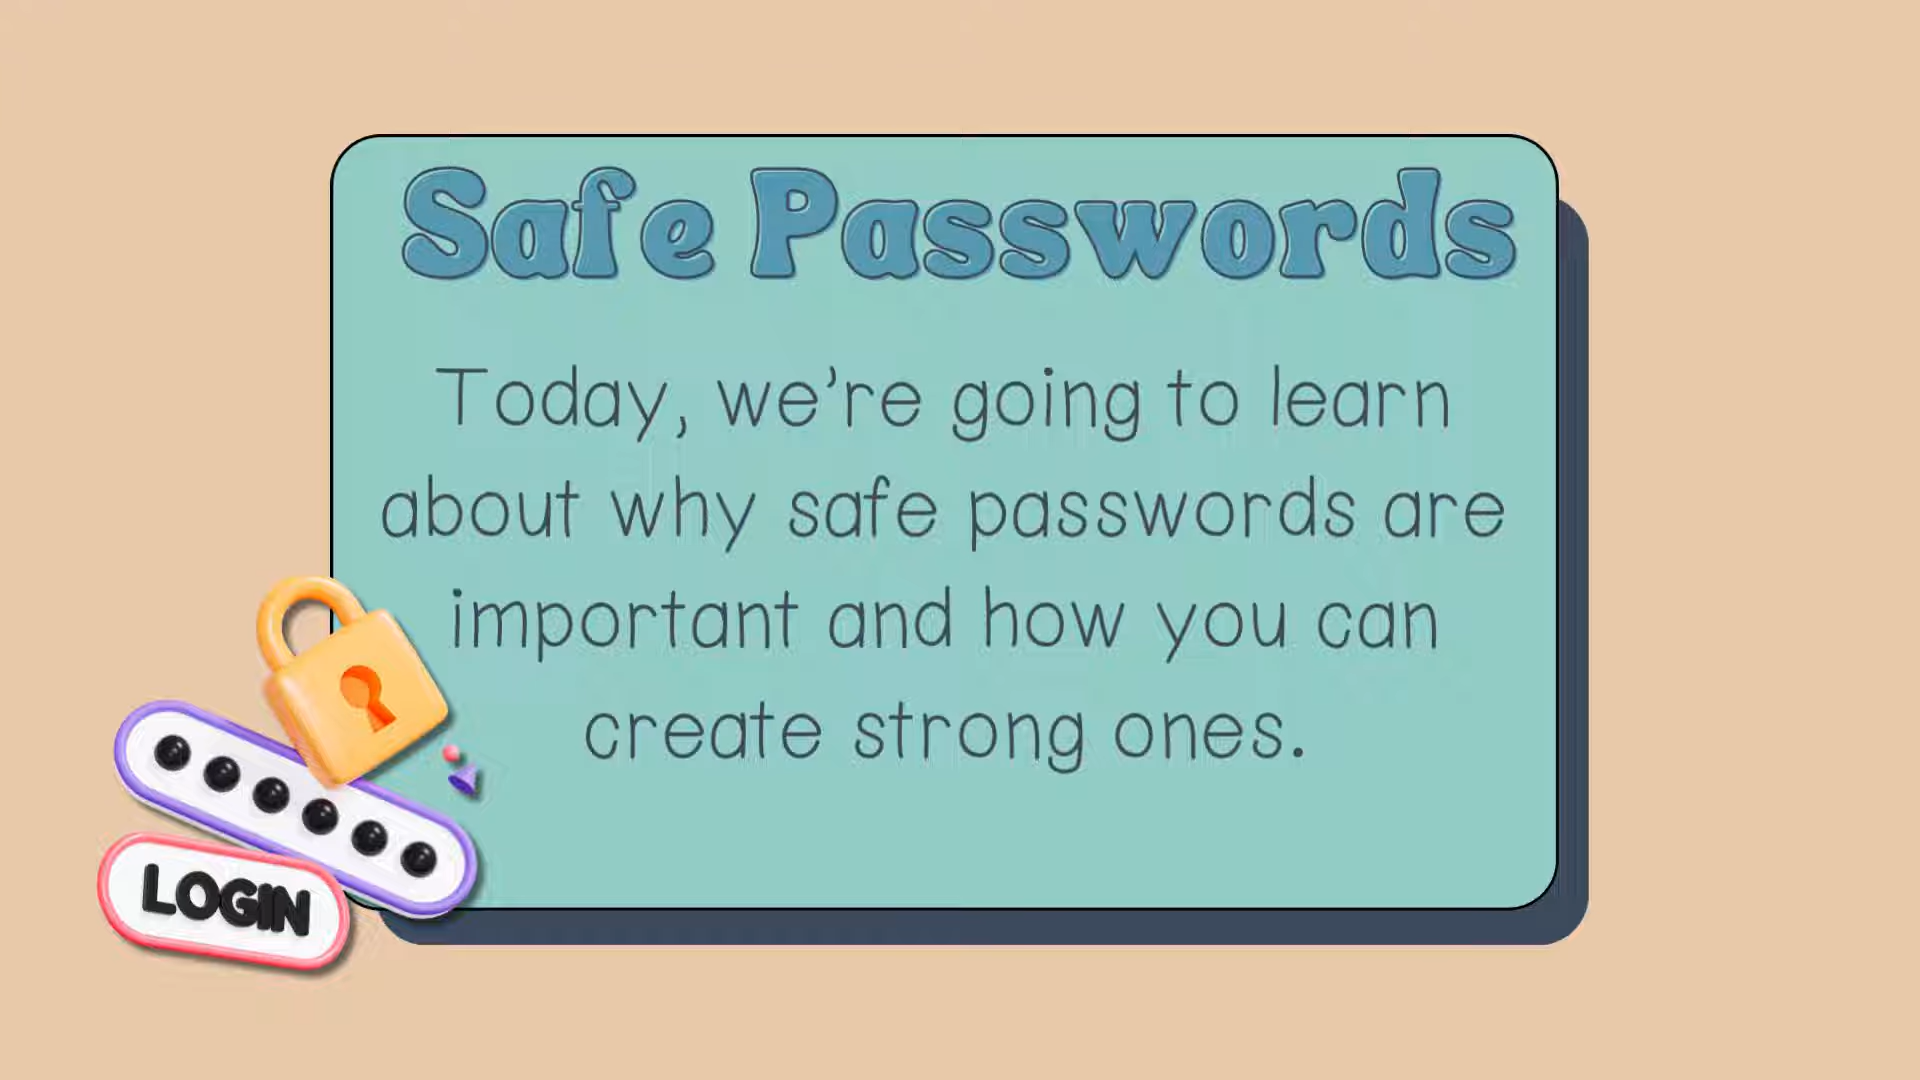 Safe Passwords
Today, we're going to learn
about why safe passwords are
important and how you can
create strong ones.
LOGIN